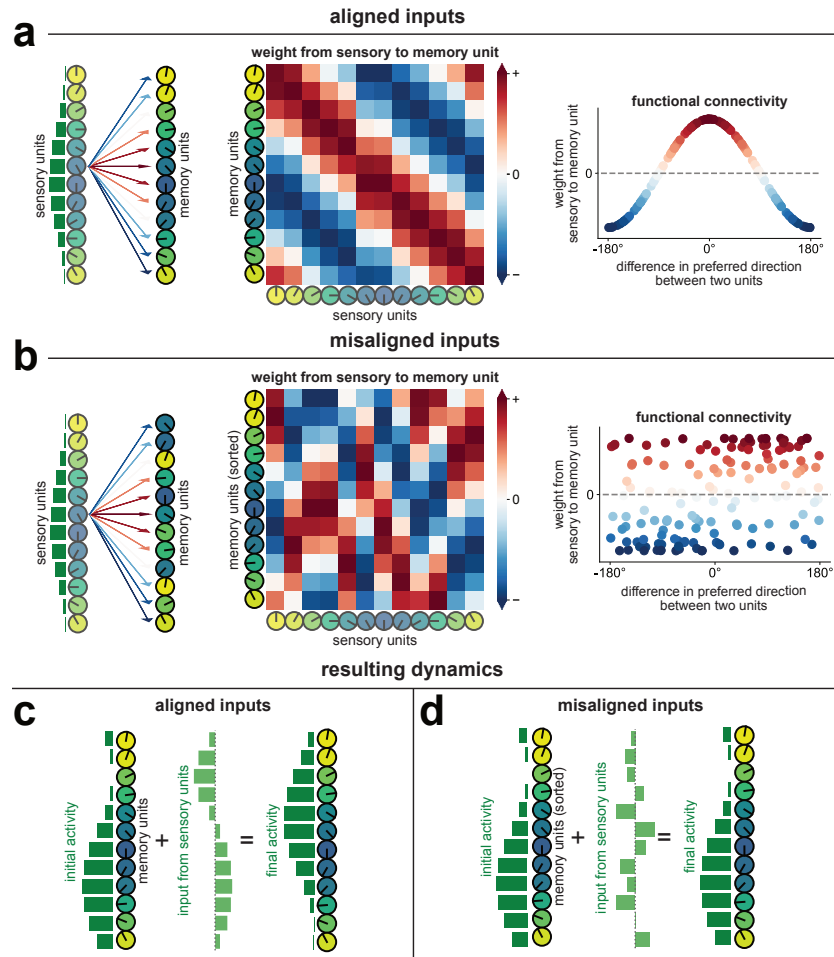 aligned inputs
a
weight from sensory to memory unit
sensory units
memory units
memory units
+
0
−
sensory units
functional connectivity
weight from
sensory to memory unit
0
-180°
0°
180°
difference in preferred direction
between two units
misaligned inputs
b
weight from sensory to memory unit
sensory units
memory units
memory units (sorted)
+
0
−
sensory units
functional connectivity
weight from
sensory to memory unit
0
-180°
0°
180°
difference in preferred direction
between two units
resulting dynamics
c
aligned inputs
initial activity
memory units
+
input from sensory units
=
final activity
d
misaligned inputs
initial activity
memory units (sorted)
+
input from sensory units
=
final activity